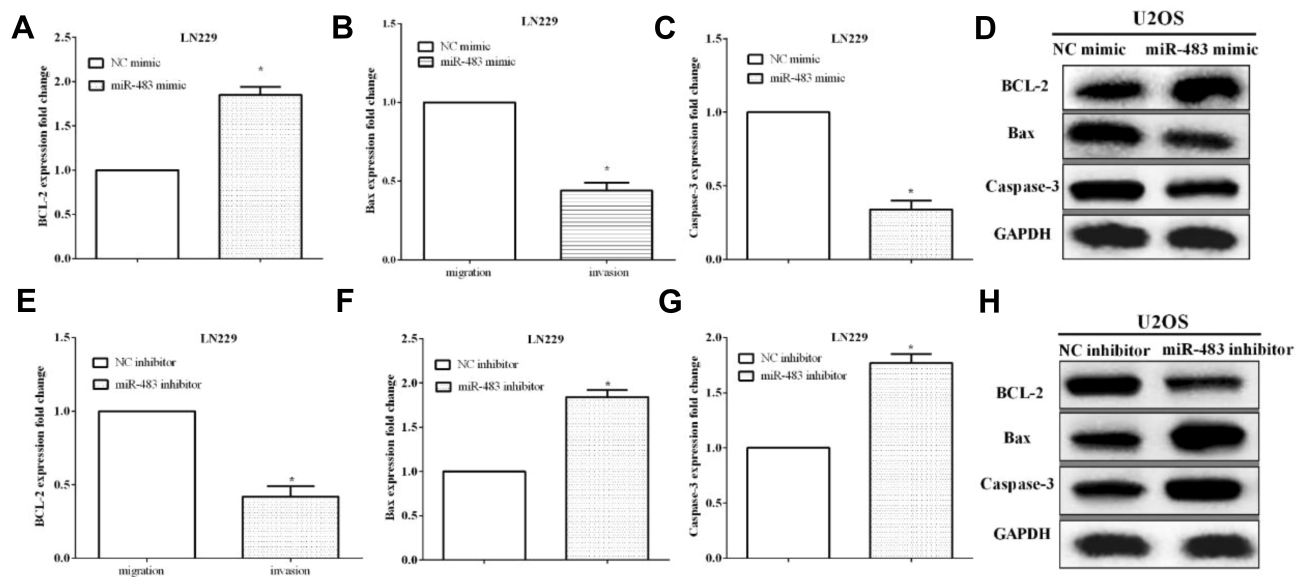 A
LN229
2.5
2.0
1.5
1.0
0.5
0.0
BCL-2 expression fold change
NC mimic
miR-483 mimic
*
B
LN229
1.5
1.0
0.5
0.0
Bax expression fold change
NC mimic
miR-483 mimic
*
migration
invasion
C
LN229
1.5
1.0
0.5
0.0
Caspase-3 expression fold change
NC mimic
miR-483 mimic
*
D
U2OS
NC mimic miR-483 mimic
BCL-2
Bax
Caspase-3
GAPDH
E
LN229
1.5
1.0
0.5
0.0
BCL-2 expression fold change
NC inhibitor
miR-483 inhibitor
*
migration
invasion
F
LN229
2.5
2.0
1.5
1.0
0.5
0.0
Bax expression fold change
NC inhibitor
miR-483 inhibitor
*
G
LN229
2.0
1.5
1.0
0.5
0.0
Caspase-3 expression fold change
NC inhibitor
miR-483 inhibitor
*
H
U2OS
NC inhibitor miR-483 inhibitor
BCL-2
Bax
Caspase-3
GAPDH